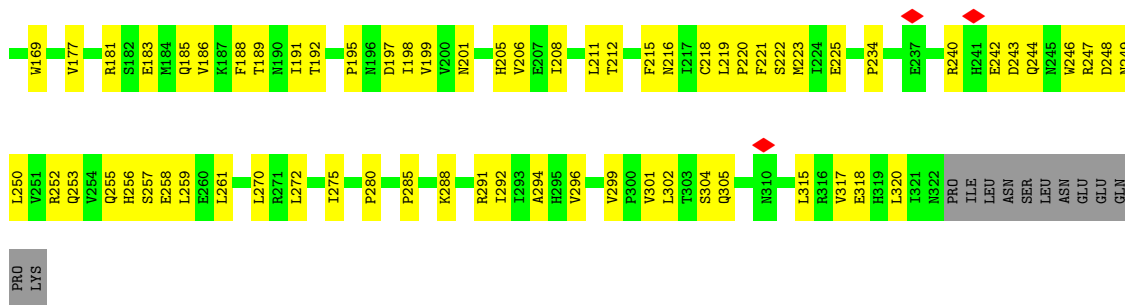 W169 V177 R181 S182 E183 M184 Q185 V186 K187 F188 T189 N190 I191 T192 P195 N196 D197 I198 V199 V200 N201 H205 V206 E207 I208 L211 T212 F215 N216 I217 C218 L219 P220 F221 S222 M223 I224 E225 P234 E237 R240 H241 E242 D243 Q244 N245 W246 R247 D248 N249
L250 V251 R252 Q253 V254 Q255 H256 S257 E258 L259 E260 L261 L270 R271 L272 I275 P280 P285 K288 R291 I292 I293 A294 H295 V296 V299 P300 V301 L302 T303 S304 Q305 N310 L315 R316 V317 E318 H319 L320 I321 N322 PRO ILE LEU ASN SER LEU ASN GLU GLU GLN
PRO LYS